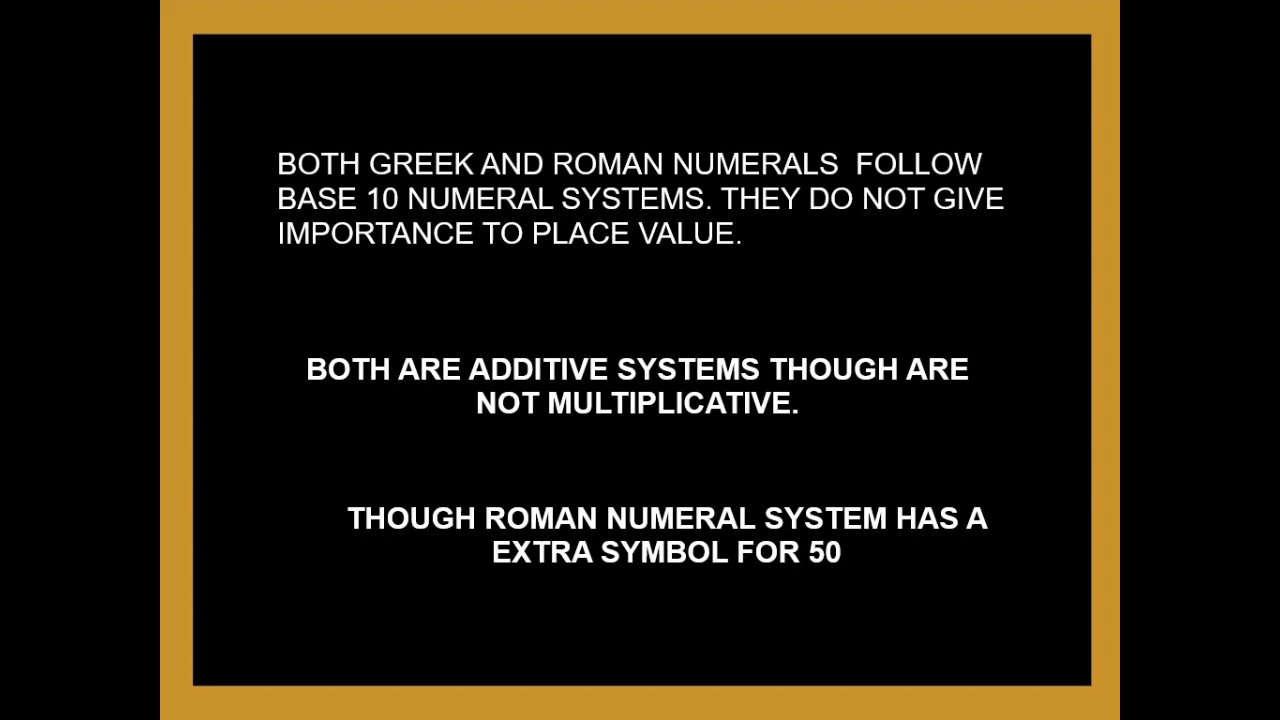 BOTH GREEK AND ROMAN NUMERALS  FOLLOW
BASE 10 NUMERAL SYSTEMS. THEY DO NOT GIVE
IMPORTANCE TO PLACE VALUE.
BOTH ARE ADDITIVE SYSTEMS THOUGH ARE
NOT MULTIPLICATIVE.
THOUGH ROMAN NUMERAL SYSTEM HAS A
EXTRA SYMBOL FOR 50